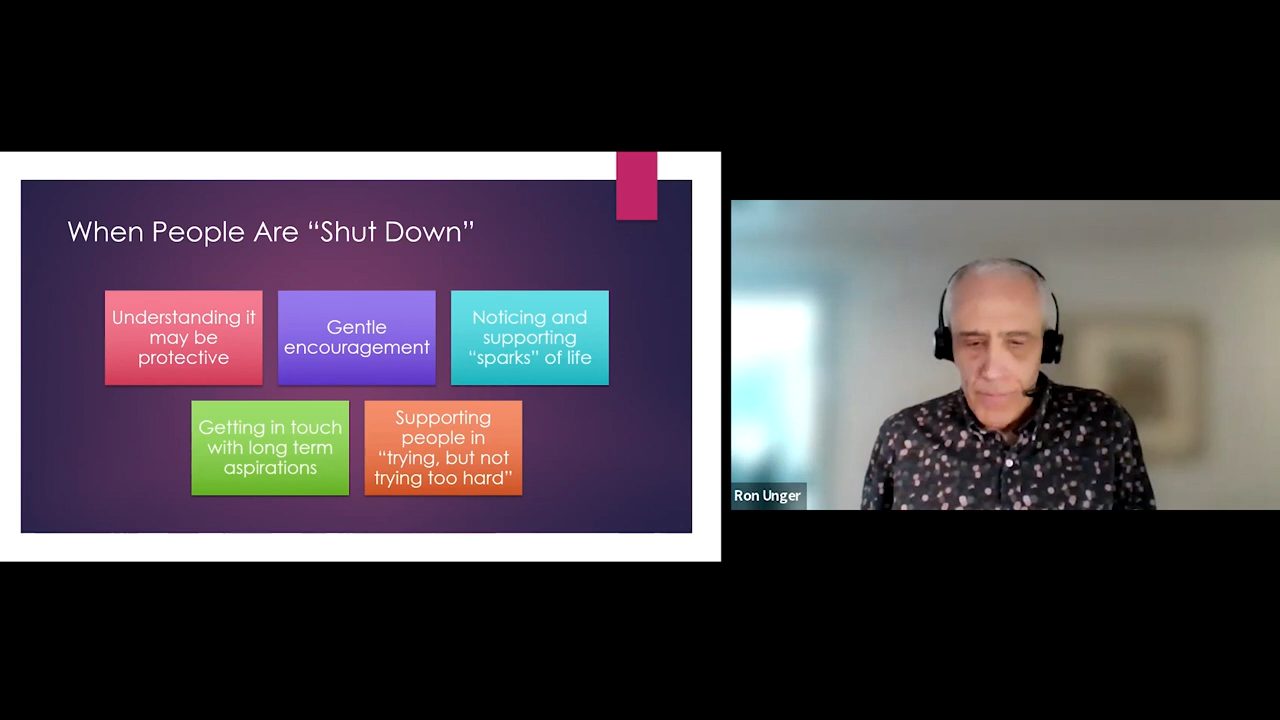 When People Are “Shut Down”
Understanding it
may be
protective
Gentle
encouragement
Noticing and
supporting
“sparks” of life
Getting in touch
with long term
aspirations
Supporting
people in
“trying, but not
trying too hard”
Ron Unger